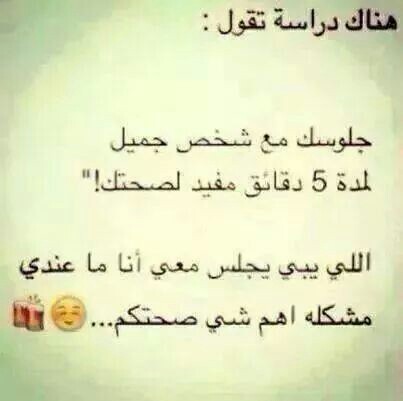 هناك دراسة تقول :
جلوسك مع شخص جميل
لمدة 5 دقائق مفيد لصحتك!"
اللي يبي يجلس معي أنا ما عندي
مشكله اهم شي صحتكم...